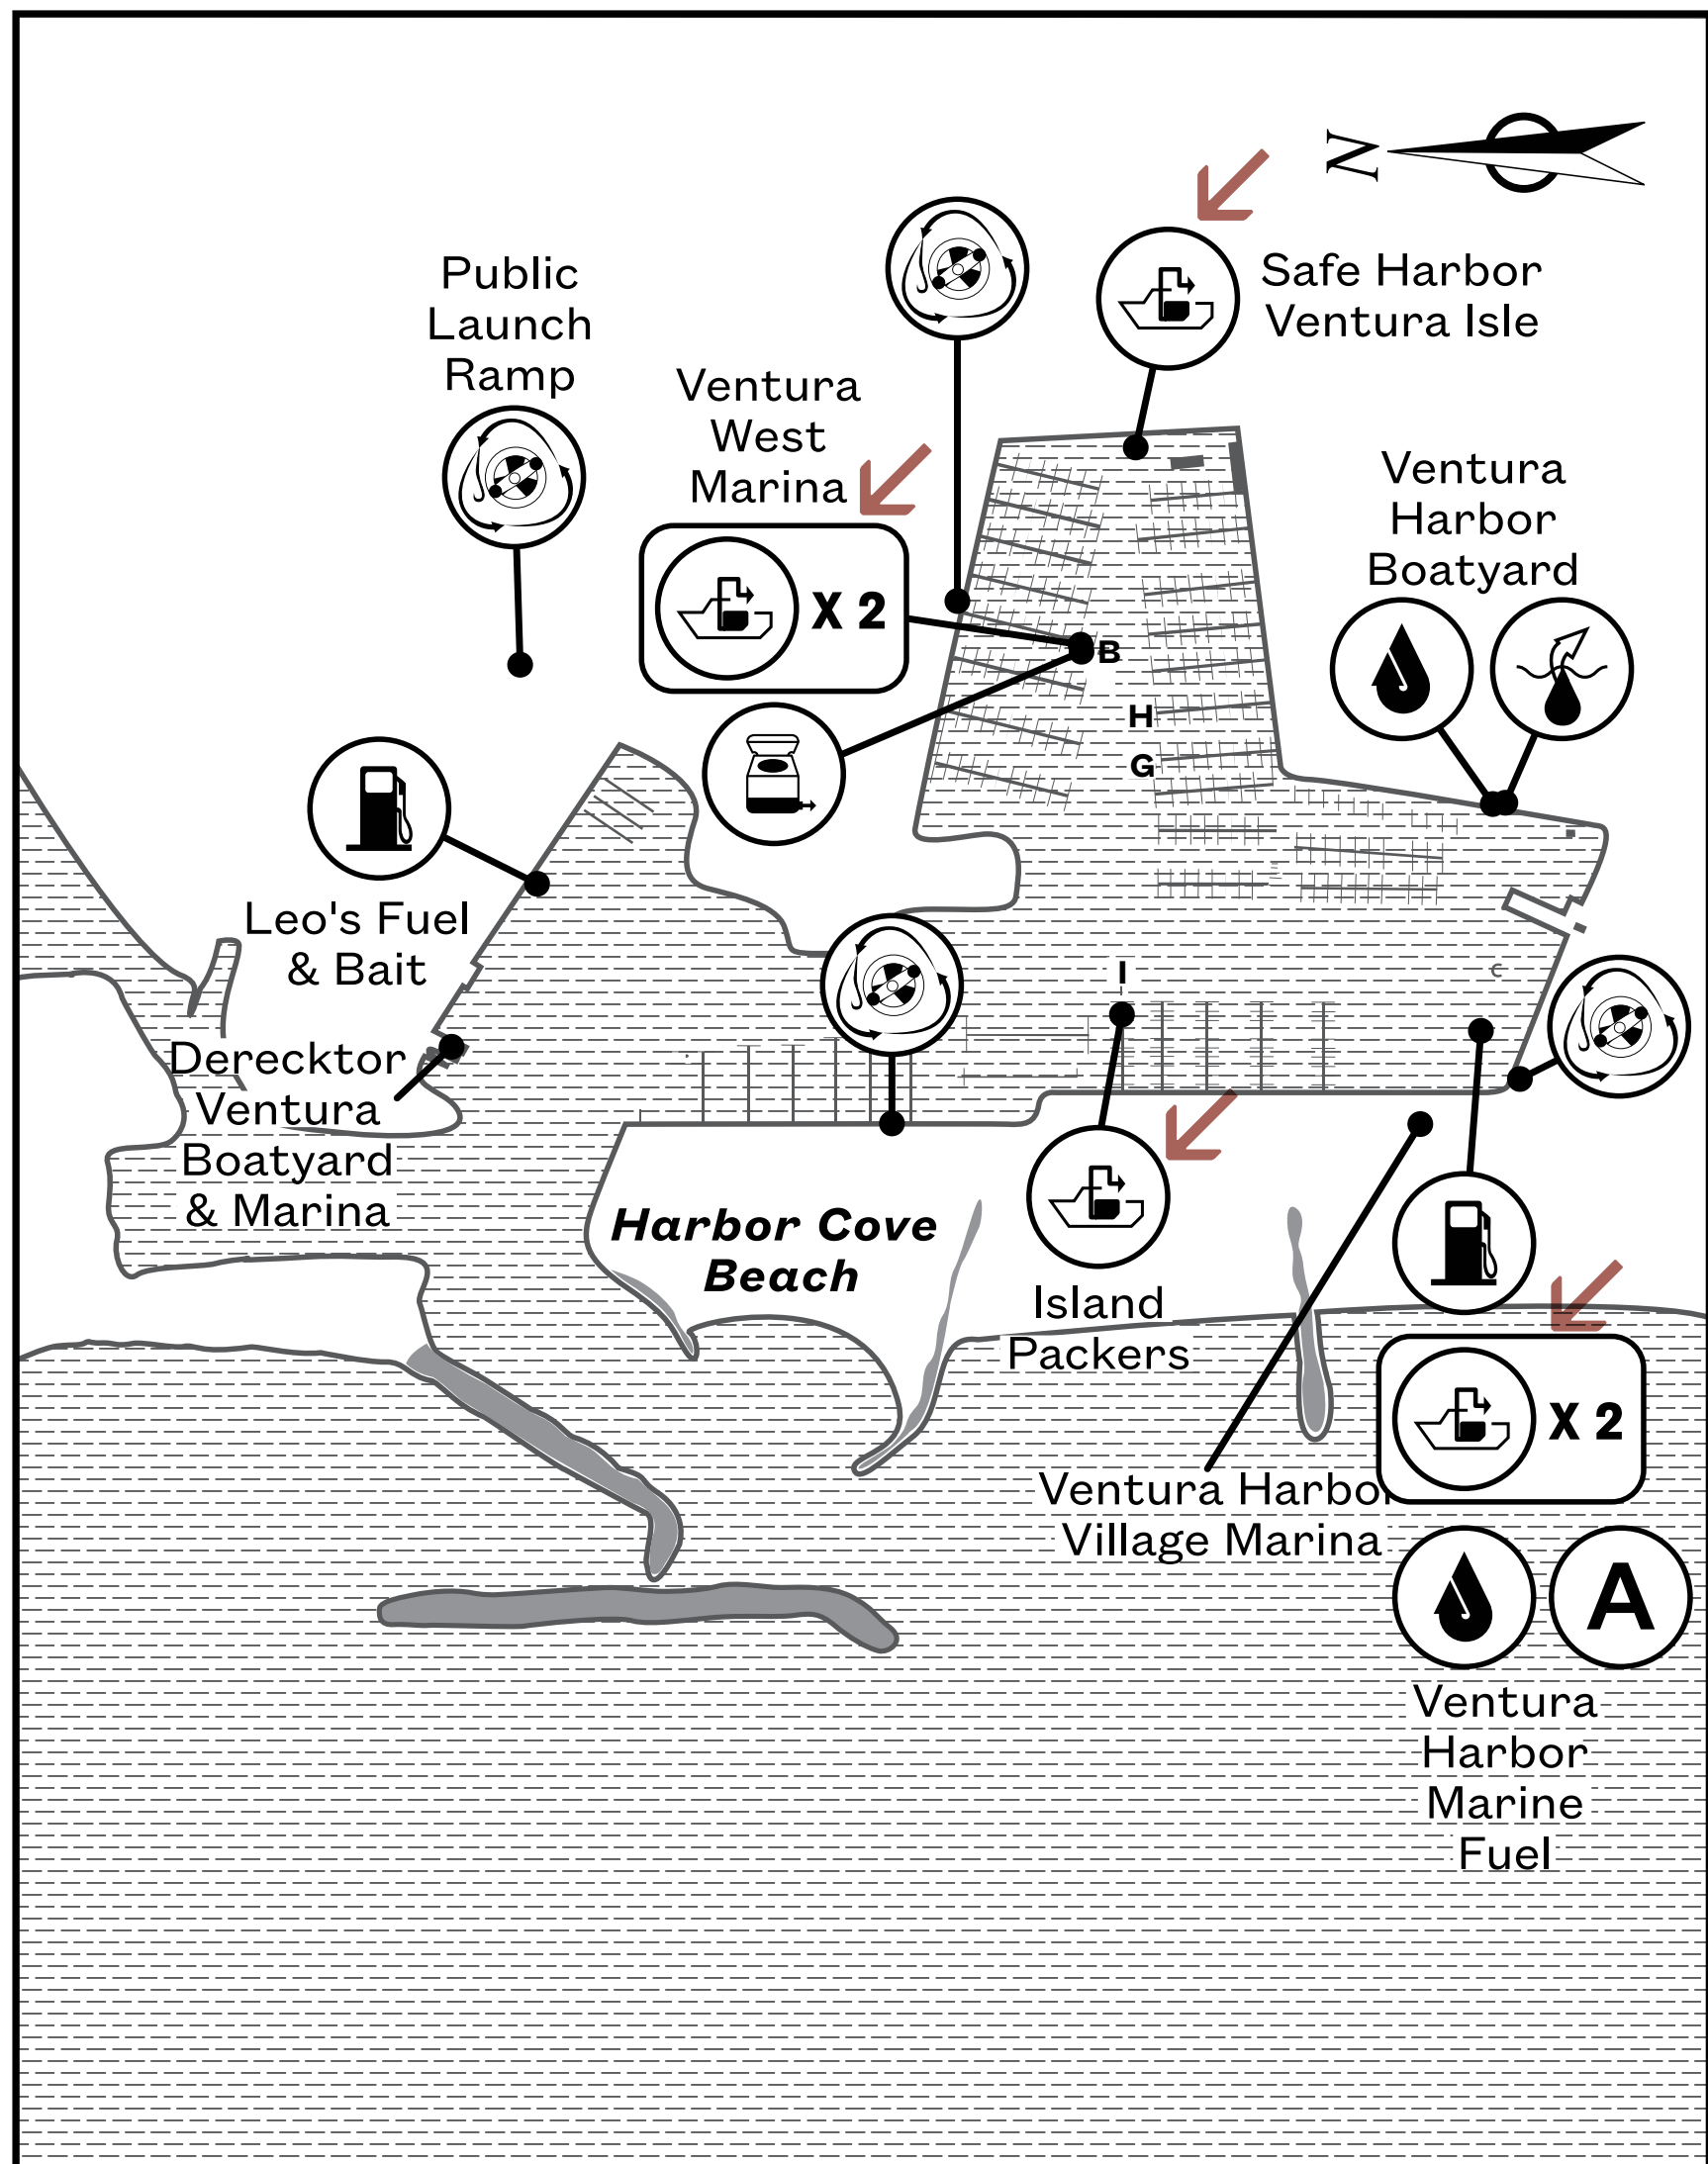 N
Safe Harbor
Ventura Isle
Public
Launch
Ramp
Ventura
West
Marina
X 2
Ventura
Harbor
Boatyard
B
H
G
Leo's Fuel
& Bait
I
Derecktor
Ventura
Boatyard
& Marina
Harbor Cove
Beach
Island
Packers
X 2
Ventura Harbor
Village Marina
A
Ventura
Harbor
Marine
Fuel